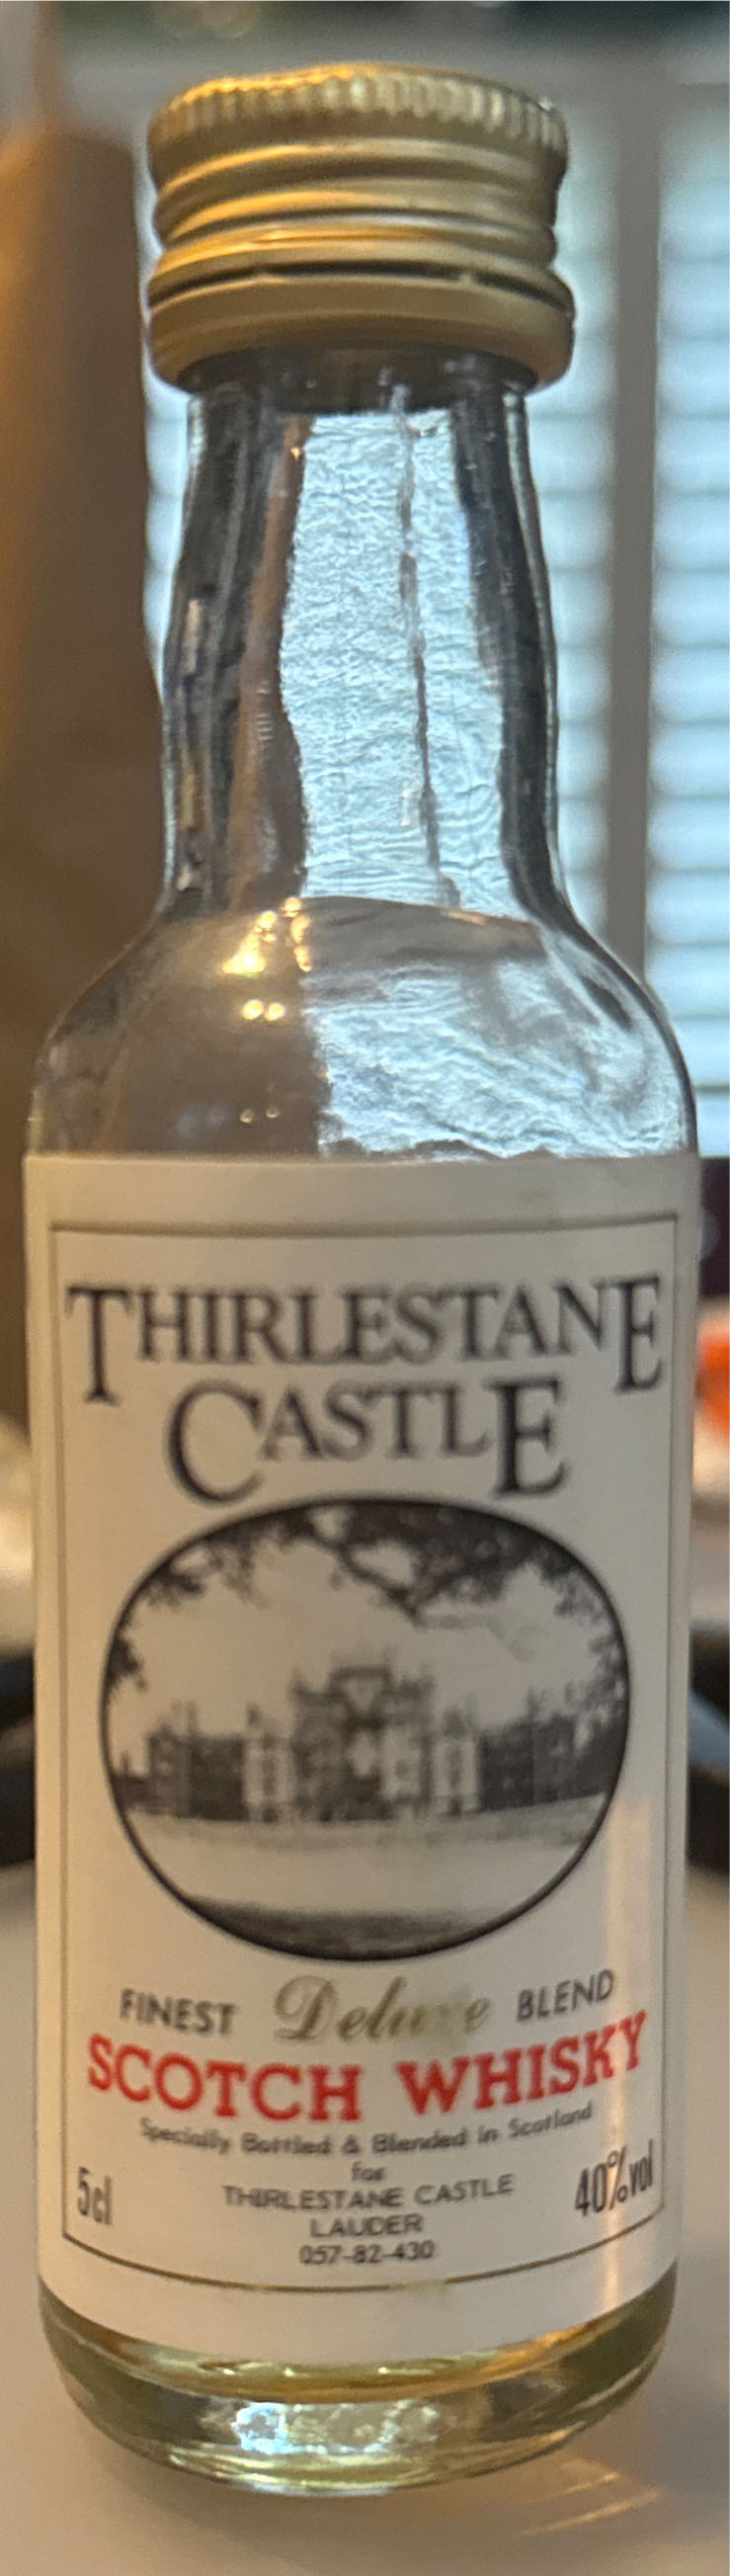 THIRLESTANE
CASTLE
FINEST Deluxe BLEND
SCOTCH WHISKY
Specially Bottled & Blended in Scotland
for
5cl THIRLESTANE CASTLE 40%vol
LAUDER
057-82-430